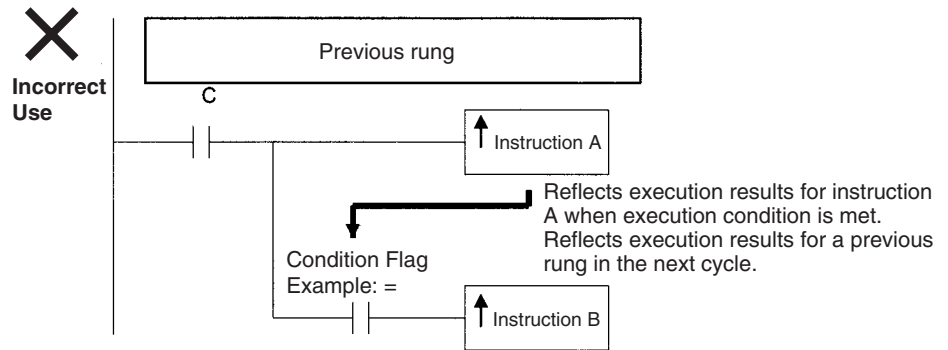 Previous rung
Incorrect
Use
C
Instruction A
Reflects execution results for instruction
A when execution condition is met.
Reflects execution results for a previous
rung in the next cycle.
Condition Flag
Example: =
Instruction B